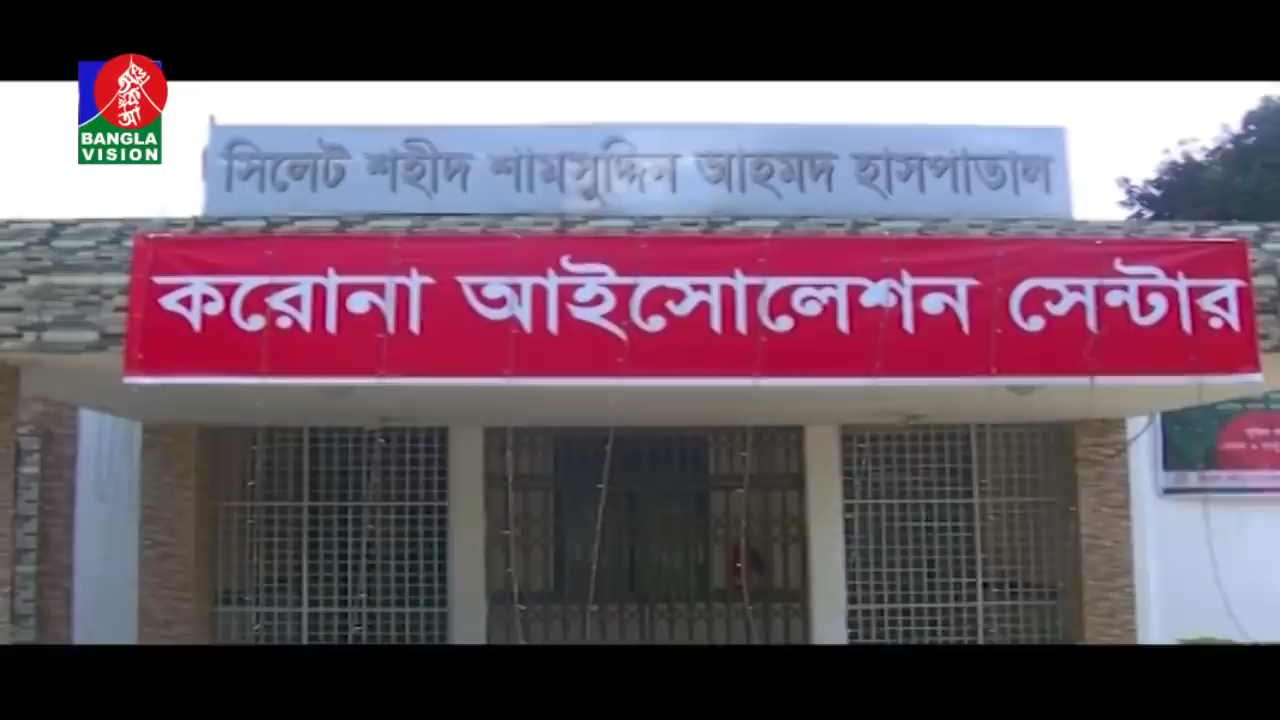 BANGLA
VISION
সিলেট শহীদ শামসুদ্দিন আহমদ হাসপাতাল
করোনা আইসোলেশন সেন্টার